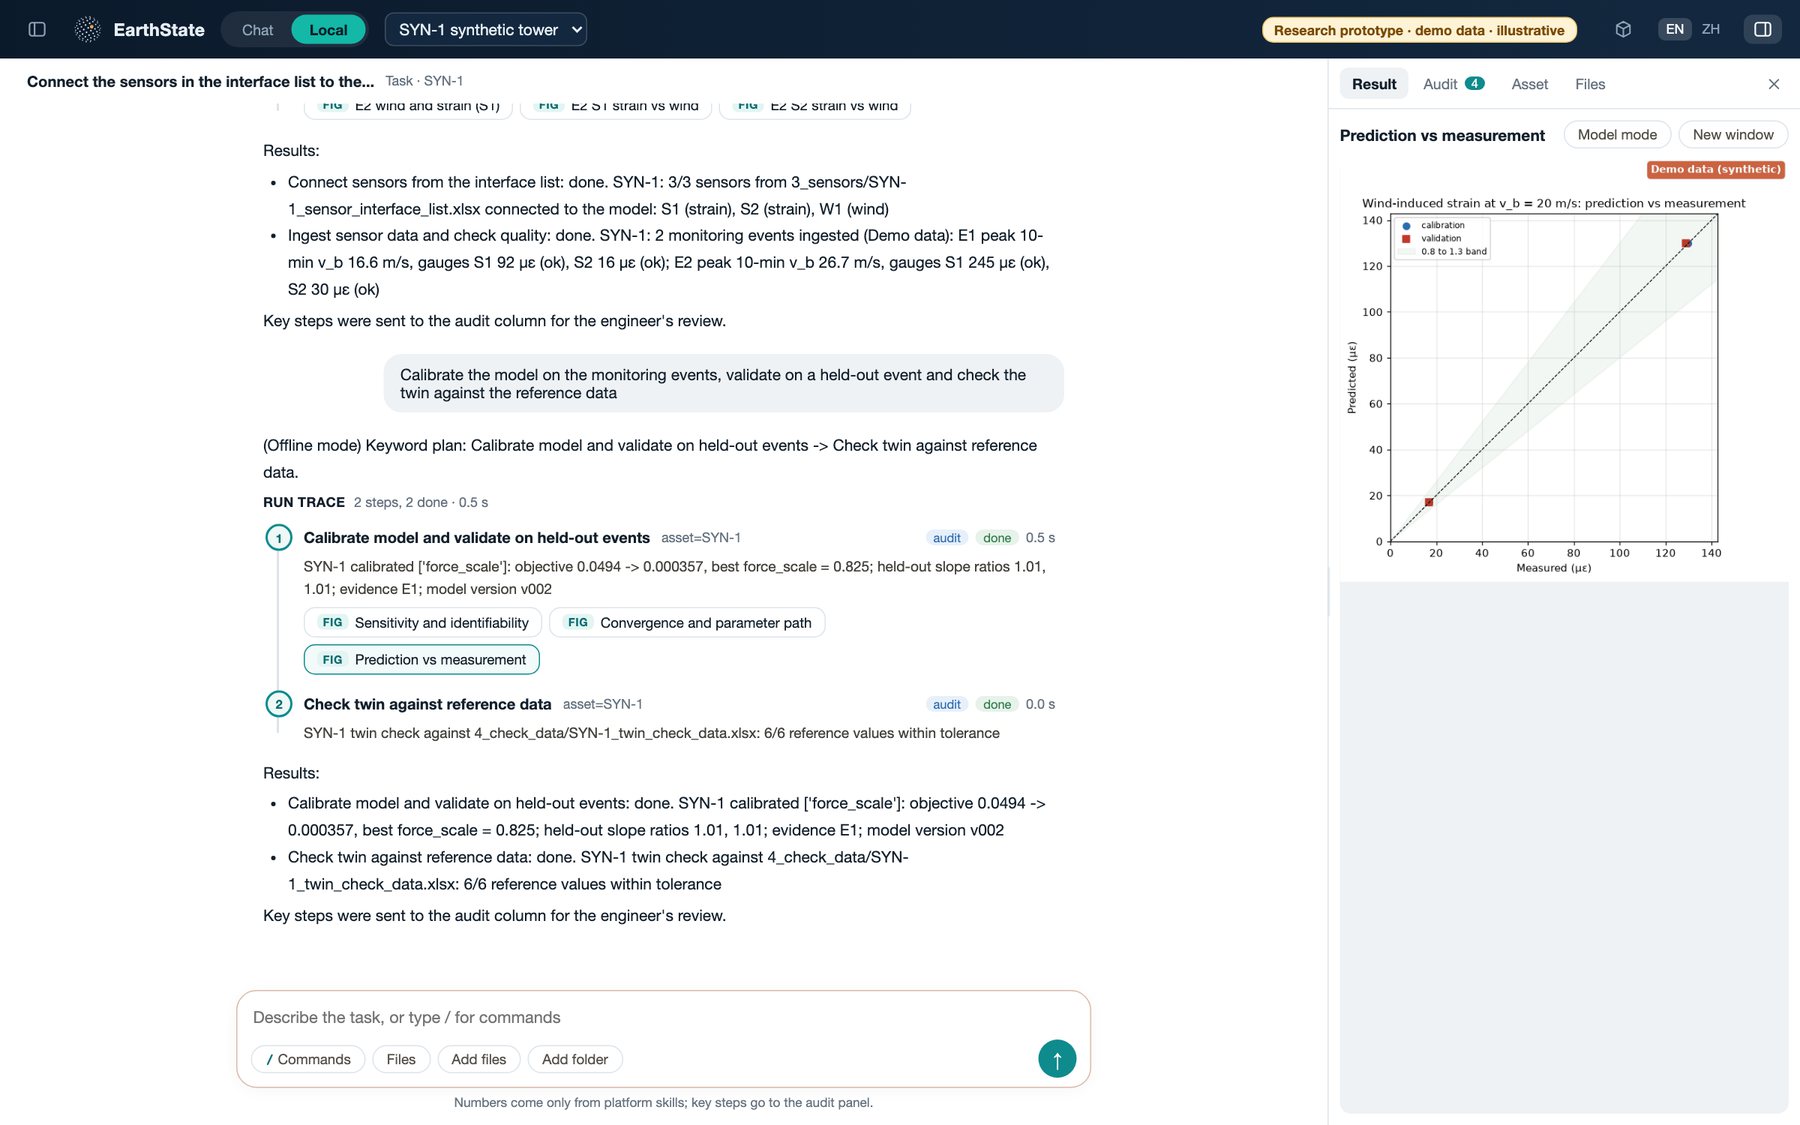 EarthState
Chat
Local
SYN-1 synthetic tower
Research prototype · demo data · illustrative
EN
ZH
Connect the sensors in the interface list to the...
Task · SYN-1
FIG E2 wind and strain (S1)
FIG E2 S1 strain vs wind
FIG E2 S2 strain vs wind
Results:
• Connect sensors from the interface list: done. SYN-1: 3/3 sensors from 3_sensors/SYN-
1_sensor_interface_list.xlsx connected to the model: S1 (strain), S2 (strain), W1 (wind)
• Ingest sensor data and check quality: done. SYN-1: 2 monitoring events ingested (Demo data): E1 peak 10-
min v_b 16.6 m/s, gauges S1 92 µε (ok), S2 16 µε (ok); E2 peak 10-min v_b 26.7 m/s, gauges S1 245 µε (ok),
S2 30 µε (ok)
Key steps were sent to the audit column for the engineer's review.
Calibrate the model on the monitoring events, validate on a held-out event and check the
twin against the reference data
(Offline mode) Keyword plan: Calibrate model and validate on held-out events -> Check twin against reference
data.
RUN TRACE 2 steps, 2 done · 0.5 s
1 Calibrate model and validate on held-out events asset=SYN-1 audit done 0.5 s
SYN-1 calibrated ['force_scale']: objective 0.0494 -> 0.000357, best force_scale = 0.825; held-out slope ratios 1.01,
1.01; evidence E1; model version v002
FIG Sensitivity and identifiability
FIG Convergence and parameter path
FIG Prediction vs measurement
2 Check twin against reference data asset=SYN-1 audit done 0.0 s
SYN-1 twin check against 4_check_data/SYN-1_twin_check_data.xlsx: 6/6 reference values within tolerance
Results:
• Calibrate model and validate on held-out events: done. SYN-1 calibrated ['force_scale']: objective 0.0494 ->
0.000357, best force_scale = 0.825; held-out slope ratios 1.01, 1.01; evidence E1; model version v002
• Check twin against reference data: done. SYN-1 twin check against 4_check_data/SYN-
1_twin_check_data.xlsx: 6/6 reference values within tolerance
Key steps were sent to the audit column for the engineer's review.
Describe the task, or type / for commands
/ Commands
Files
Add files
Add folder
Numbers come only from platform skills; key steps go to the audit panel.
Result
Audit 4
Asset
Files
Prediction vs measurement
Model mode
New window
Demo data (synthetic)
Wind-induced strain at v_b = 20 m/s: prediction vs measurement
calibration
validation
0.8 to 1.3 band
140
120
100
80
60
40
20
0
Predicted (µε)
0 20 40 60 80 100 120 140
Measured (µε)